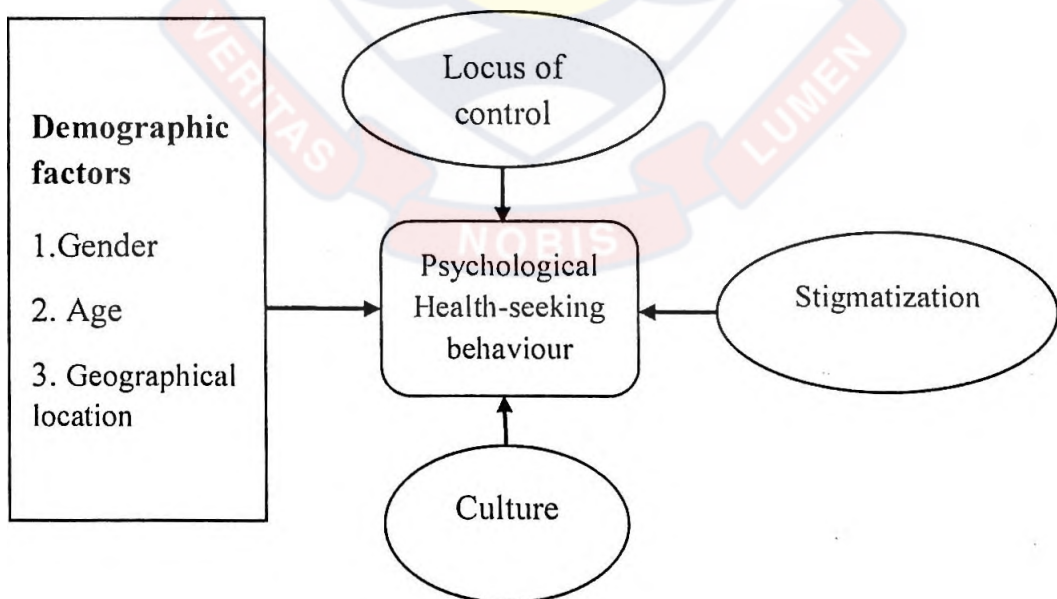 VERITAS
NOBIS
LUMEN
Demographic
factors
1.Gender
2. Age
3. Geographical
location
Locus of
control
Psychological
Health-seeking
behaviour
Stigmatization
Culture